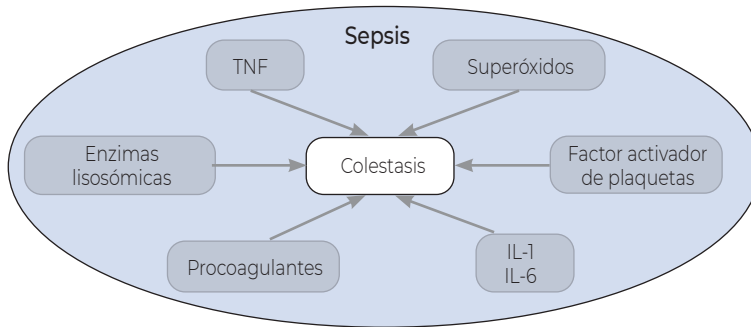 Sepsis
TNF
Superóxidos
Enzimas
lisosómicas
Colestasis
Factor activador
de plaquetas
Procoagulantes
IL-1
IL-6